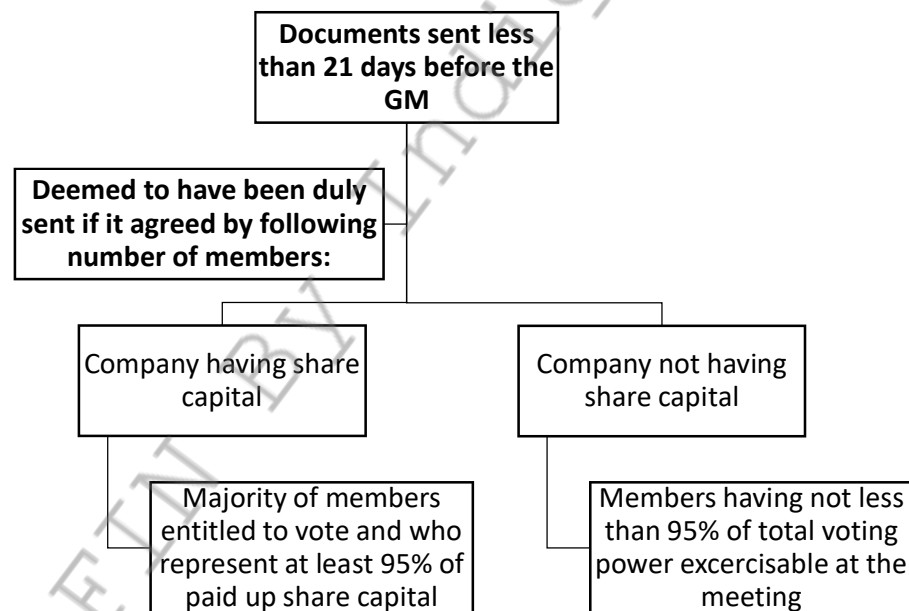 Documents sent less
than 21 days before the
GM
Deemed to have been duly
sent if it agreed by following
number of members:
Company having share
capital
Company not having
share capital
Majority of members
entitled to vote and who
represent at least 95% of
paid up share capital
Members having not less
than 95% of total voting
power excercisable at the
meeting
FIN By Indig